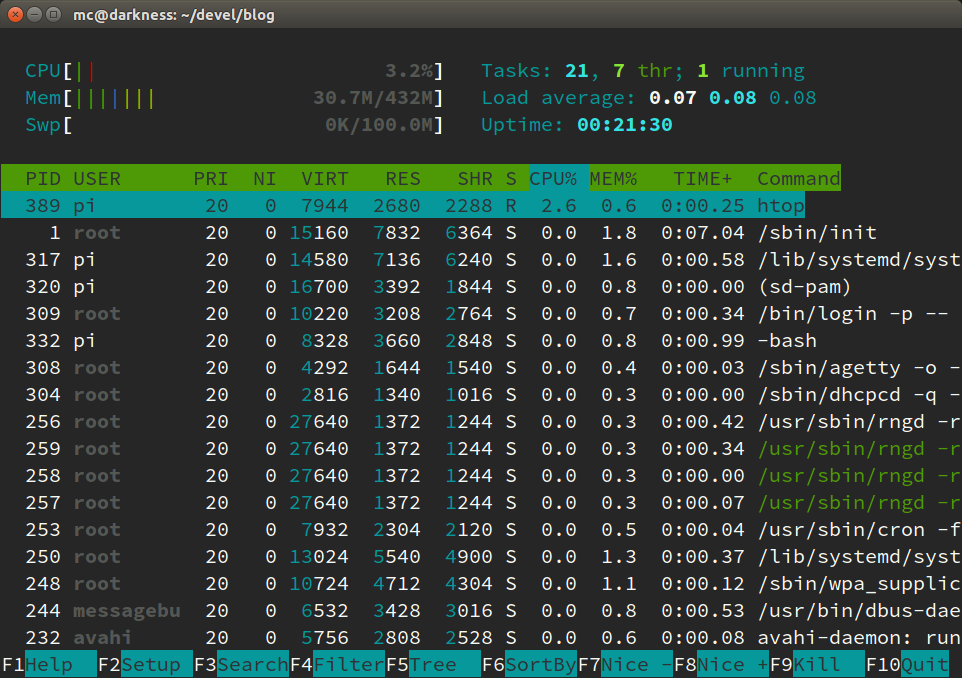 mc@darkness: ~/devel/blog
CPU[|| 3.2%] Tasks: 21, 7 thr; 1 running
Mem[||||||| 30.7M/432M] Load average: 0.07 0.08 0.08
Swp[ 0K/100.0M] Uptime: 00:21:30
PID USER PRI NI VIRT RES SHR S CPU% MEM% TIME+ Command
389 pi 20 0 7944 2680 2288 R 2.6 0.6 0:00.25 htop
1 root 20 0 15160 7832 6364 S 0.0 1.8 0:07.04 /sbin/init
317 pi 20 0 14580 7136 6240 S 0.0 1.6 0:00.58 /lib/systemd/syst
320 pi 20 0 16700 3392 1844 S 0.0 0.8 0:00.00 (sd-pam)
309 root 20 0 10220 3208 2764 S 0.0 0.7 0:00.34 /bin/login -p --
332 pi 20 0 8328 3660 2848 S 0.0 0.8 0:00.99 -bash
308 root 20 0 4292 1644 1540 S 0.0 0.4 0:00.03 /sbin/agetty -o -
304 root 20 0 2816 1340 1016 S 0.0 0.3 0:00.00 /sbin/dhcpcd -q -
256 root 20 0 27640 1372 1244 S 0.0 0.3 0:00.42 /usr/sbin/rngd -r
259 root 20 0 27640 1372 1244 S 0.0 0.3 0:00.34 /usr/sbin/rngd -r
258 root 20 0 27640 1372 1244 S 0.0 0.3 0:00.00 /usr/sbin/rngd -r
257 root 20 0 27640 1372 1244 S 0.0 0.3 0:00.07 /usr/sbin/rngd -r
253 root 20 0 7932 2304 2120 S 0.0 0.5 0:00.04 /usr/sbin/cron -f
250 root 20 0 13024 5540 4900 S 0.0 1.3 0:00.37 /lib/systemd/syst
248 root 20 0 10724 4712 4304 S 0.0 1.1 0:00.12 /sbin/wpa_supplic
244 messagebu 20 0 6532 3428 3016 S 0.0 0.8 0:00.53 /usr/bin/dbus-dae
232 avahi 20 0 5756 2808 2528 S 0.0 0.6 0:00.08 avahi-daemon: run
F1Help F2Setup F3SearchF4FilterF5Tree F6SortByF7Nice -F8Nice +F9Kill F10Quit